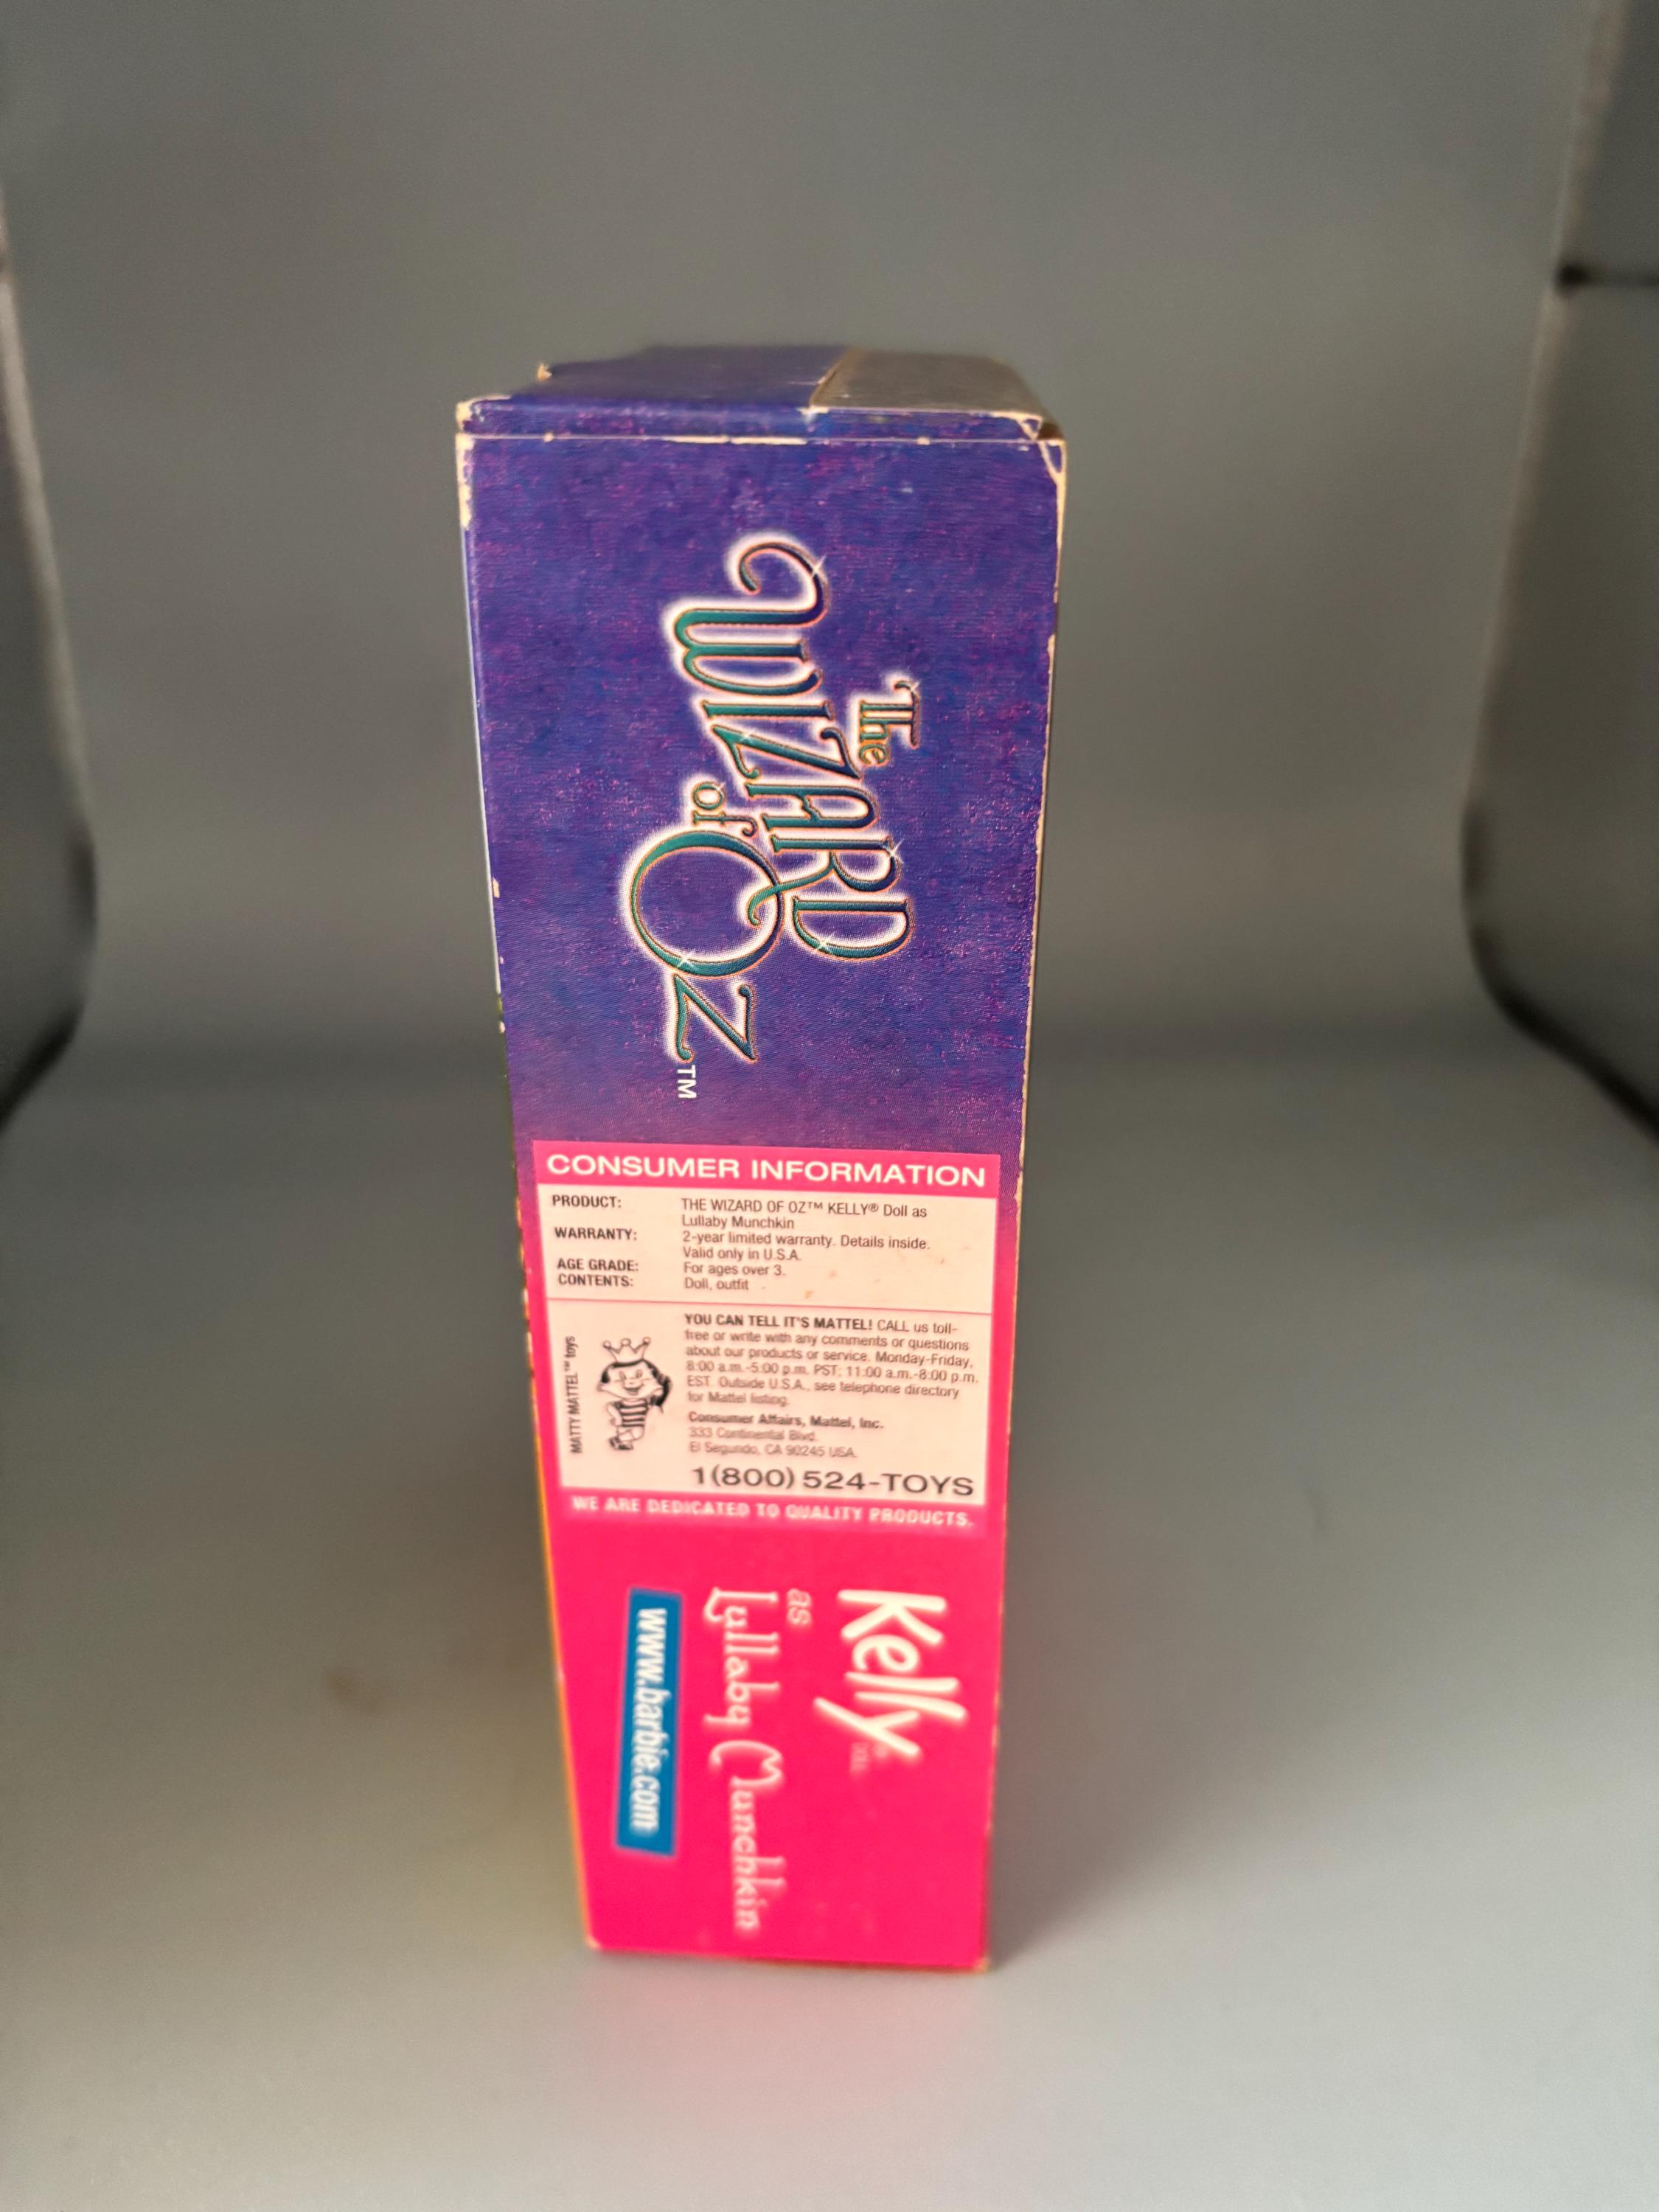 The
WIZARD
of
OZ™
CONSUMER INFORMATION
PRODUCT: THE WIZARD OF OZ™ KELLY® Doll as
Lullaby Munchkin
WARRANTY: 2-year limited warranty. Details inside.
Valid only in U.S.A.
AGE GRADE: For ages over 3.
CONTENTS: Doll, outfit
MATTY MATTEL™ toys
YOU CAN TELL IT'S MATTEL! CALL us toll-
free or write with any comments or questions
about our products or service. Monday-Friday,
8:00 a.m.-5:00 p.m. PST; 11:00 a.m.-8:00 p.m.
EST. Outside U.S.A., see telephone directory
for Mattel listing.
Consumer Affairs, Mattel, Inc.
333 Continental Blvd.
El Segundo, CA 90245 USA.
1(800) 524-TOYS
WE ARE DEDICATED TO QUALITY PRODUCTS.
Kelly®
DOLL
as
Lullaby Munchkin
www.barbie.com